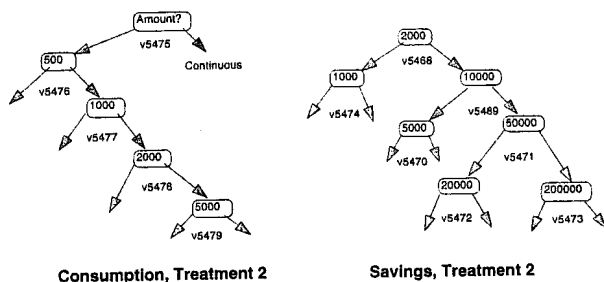 Amount?
v5475
Continuous
500
v5476
1000
v5477
2000
v5478
5000
v5479
Consumption, Treatment 2
2000
v5468
1000
v5474
10000
v5489
5000
v5470
50000
v5471
20000
v5472
200000
v5473
Savings, Treatment 2